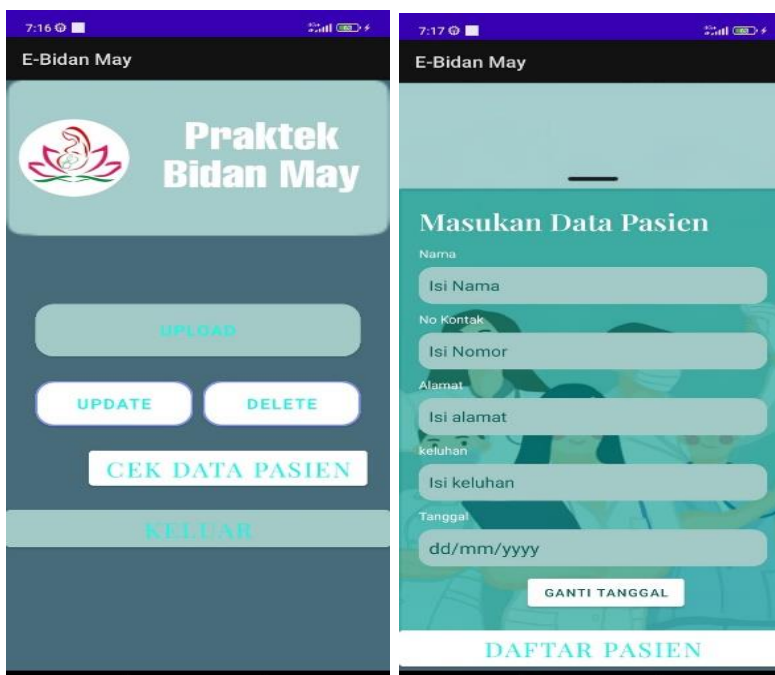 7:16
E-Bidan May
Praktek
Bidan May
UPLOAD
UPDATE
DELETE
CEK DATA PASIEN
KELUAR
7:17
E-Bidan May
Masukan Data Pasien
Nama
Isi Nama
No Kontak
Isi Nomor
Alamat
Isi alamat
keluhan
Isi keluhan
Tanggal
dd/mm/yyyy
GANTI TANGGAL
DAFTAR PASIEN